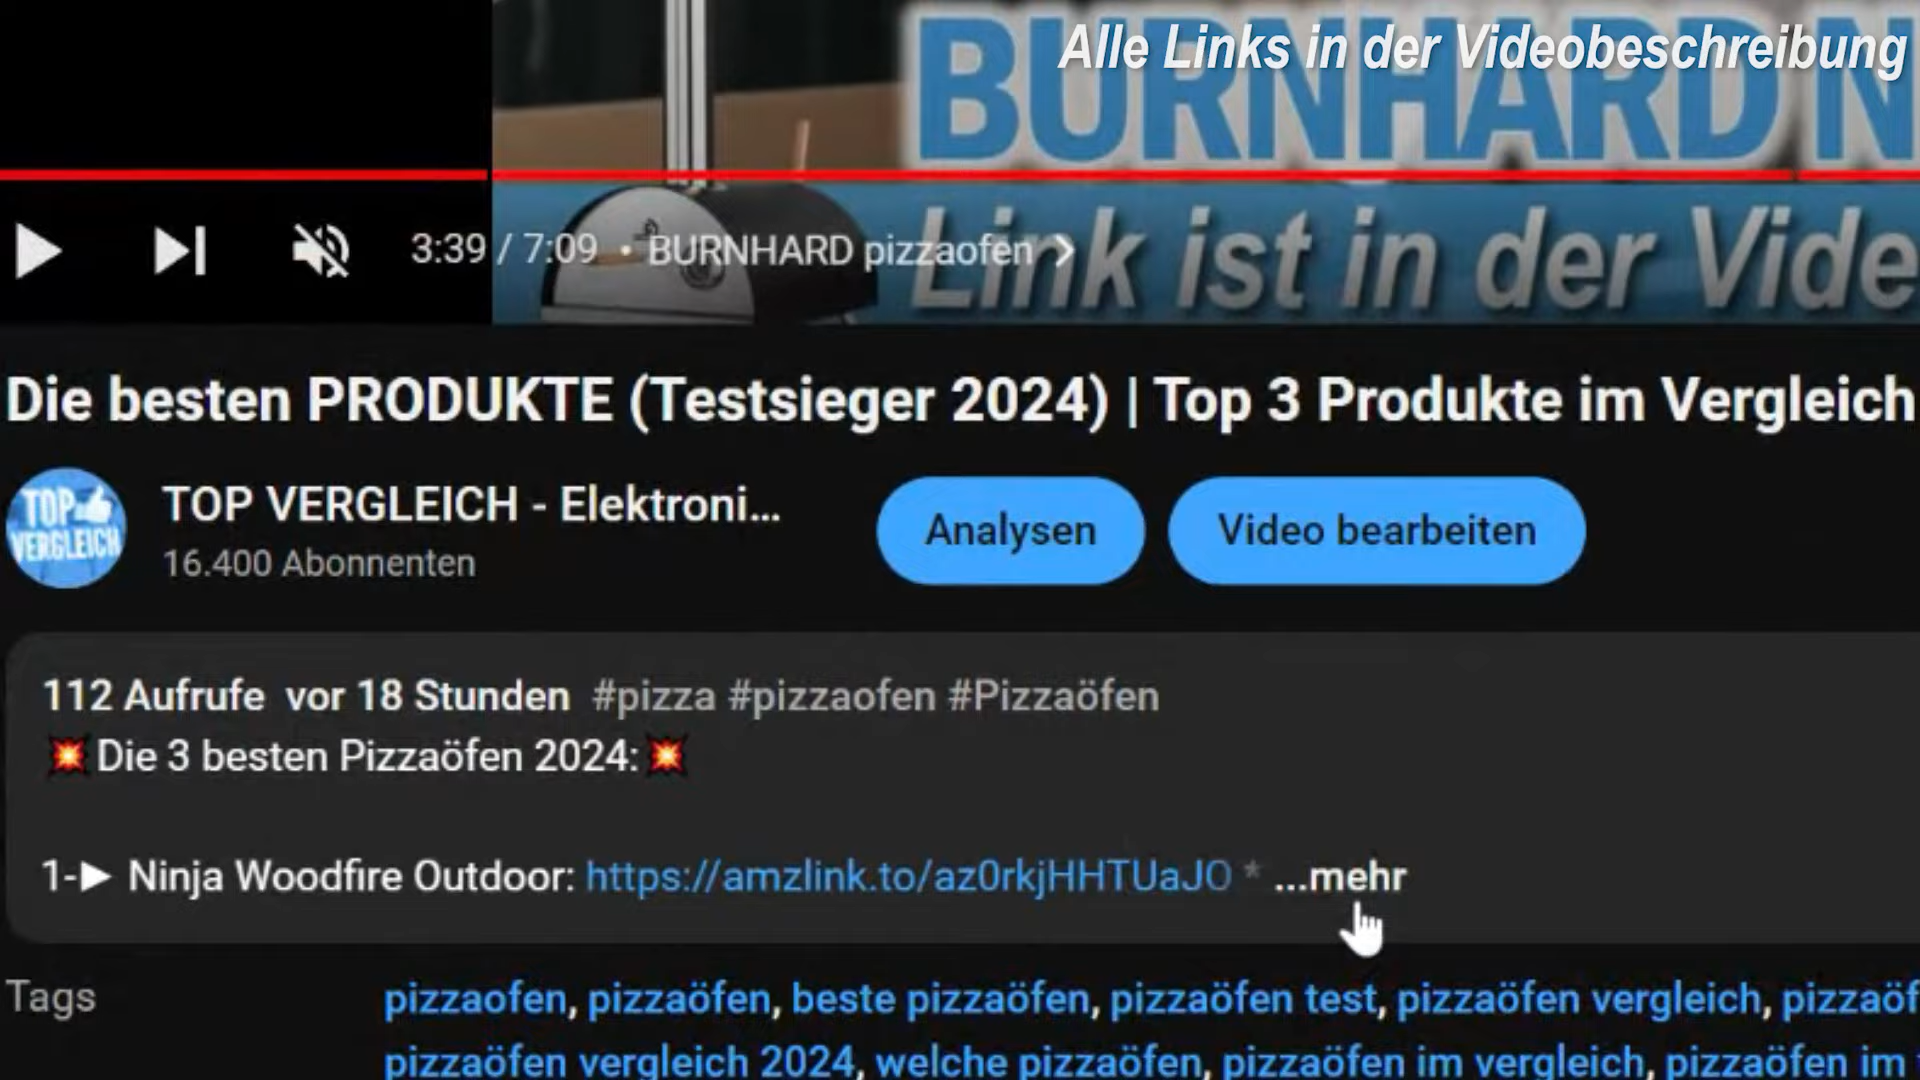 Alle Links in der Videobeschreibung
BURNHARD N
3:39 / 7:09 • BURNHARD pizzaofen
Link ist in der Vide
Die besten PRODUKTE (Testsieger 2024) | Top 3 Produkte im Vergleich
TOP VERGLEICH
TOP VERGLEICH - Elektroni...
16.400 Abonnenten
Analysen
Video bearbeiten
112 Aufrufe vor 18 Stunden #pizza #pizzaofen #Pizzaöfen
💥Die 3 besten Pizzaöfen 2024:💥
1-► Ninja Woodfire Outdoor: https://amzlink.to/az0rkjHHTUaJO * ...mehr
Tags
pizzaofen, pizzaöfen, beste pizzaöfen, pizzaöfen test, pizzaöfen vergleich, pizzaöf
pizzaöfen vergleich 2024, welche pizzaöfen, pizzaöfen im vergleich, pizzaöfen im